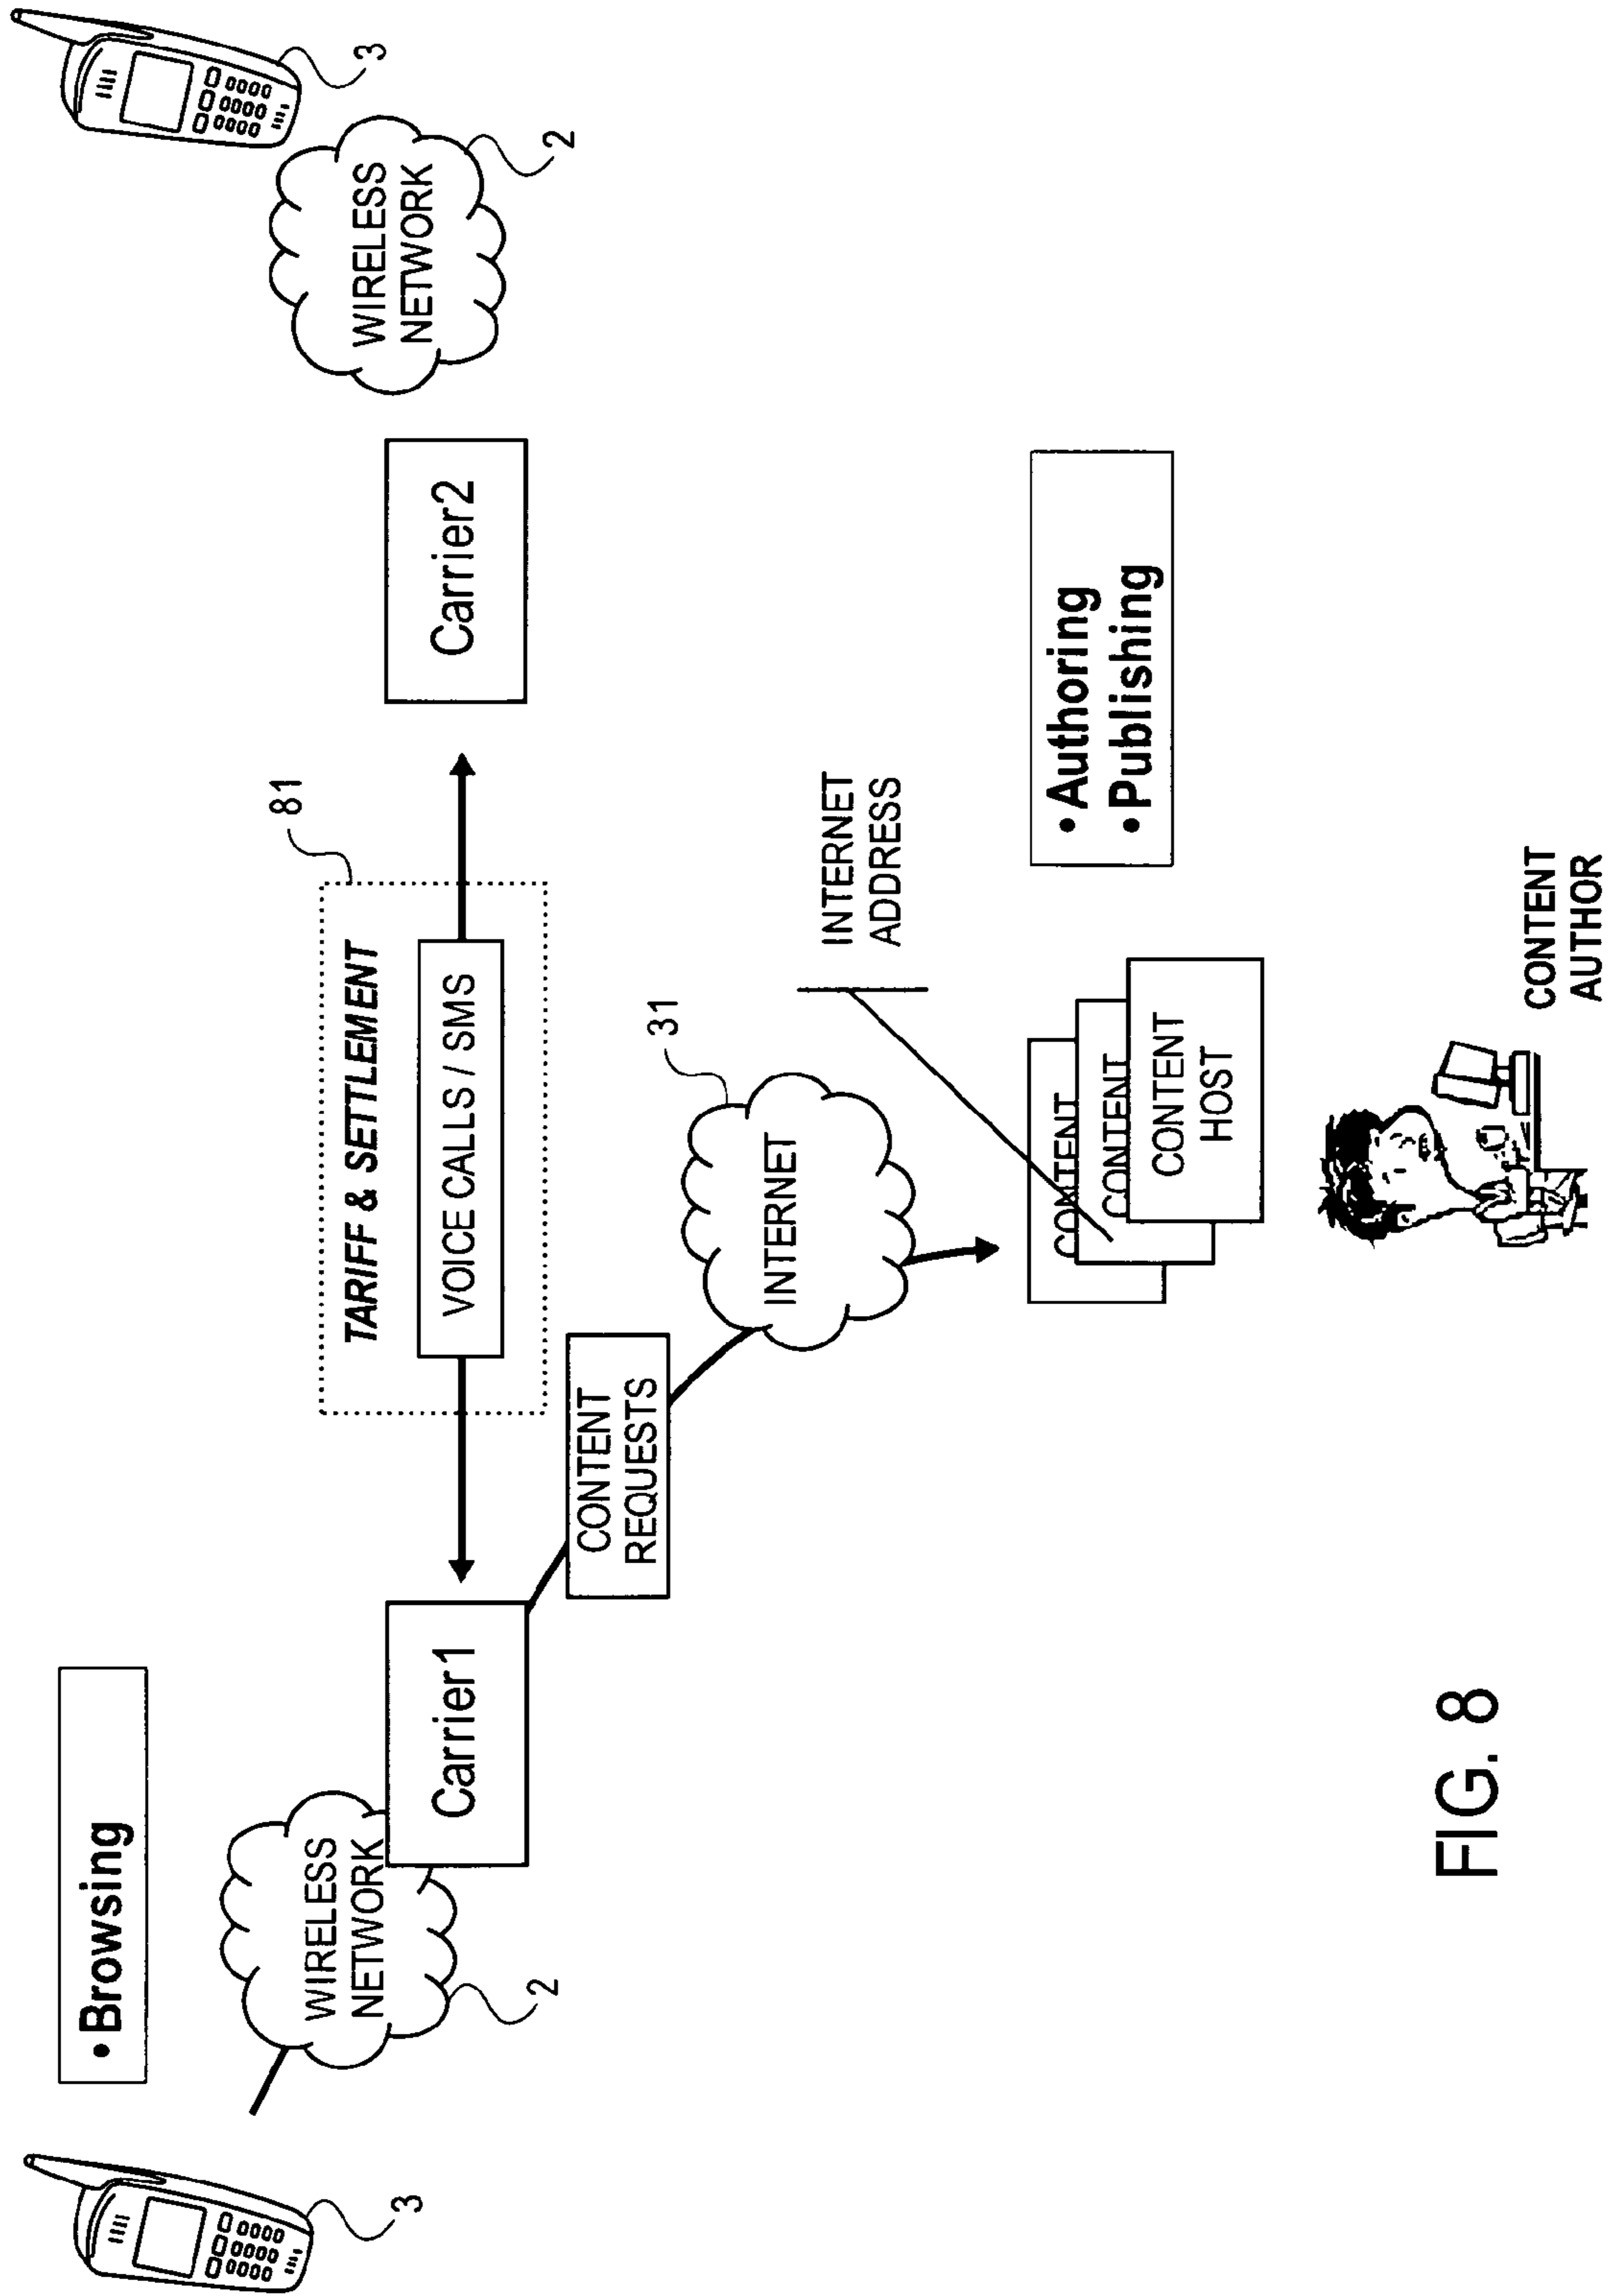 • Browsing
3
WIRELESS
NETWORK
2
Carrier1
TARIFF & SETTLEMENT
81
VOICE CALLS / SMS
Carrier2
WIRELESS
NETWORK
2
3
CONTENT
REQUESTS
INTERNET
31
INTERNET
ADDRESS
CONTENT
CONTENT
CONTENT
HOST
• Authoring
• Publishing
CONTENT
AUTHOR
FIG. 8